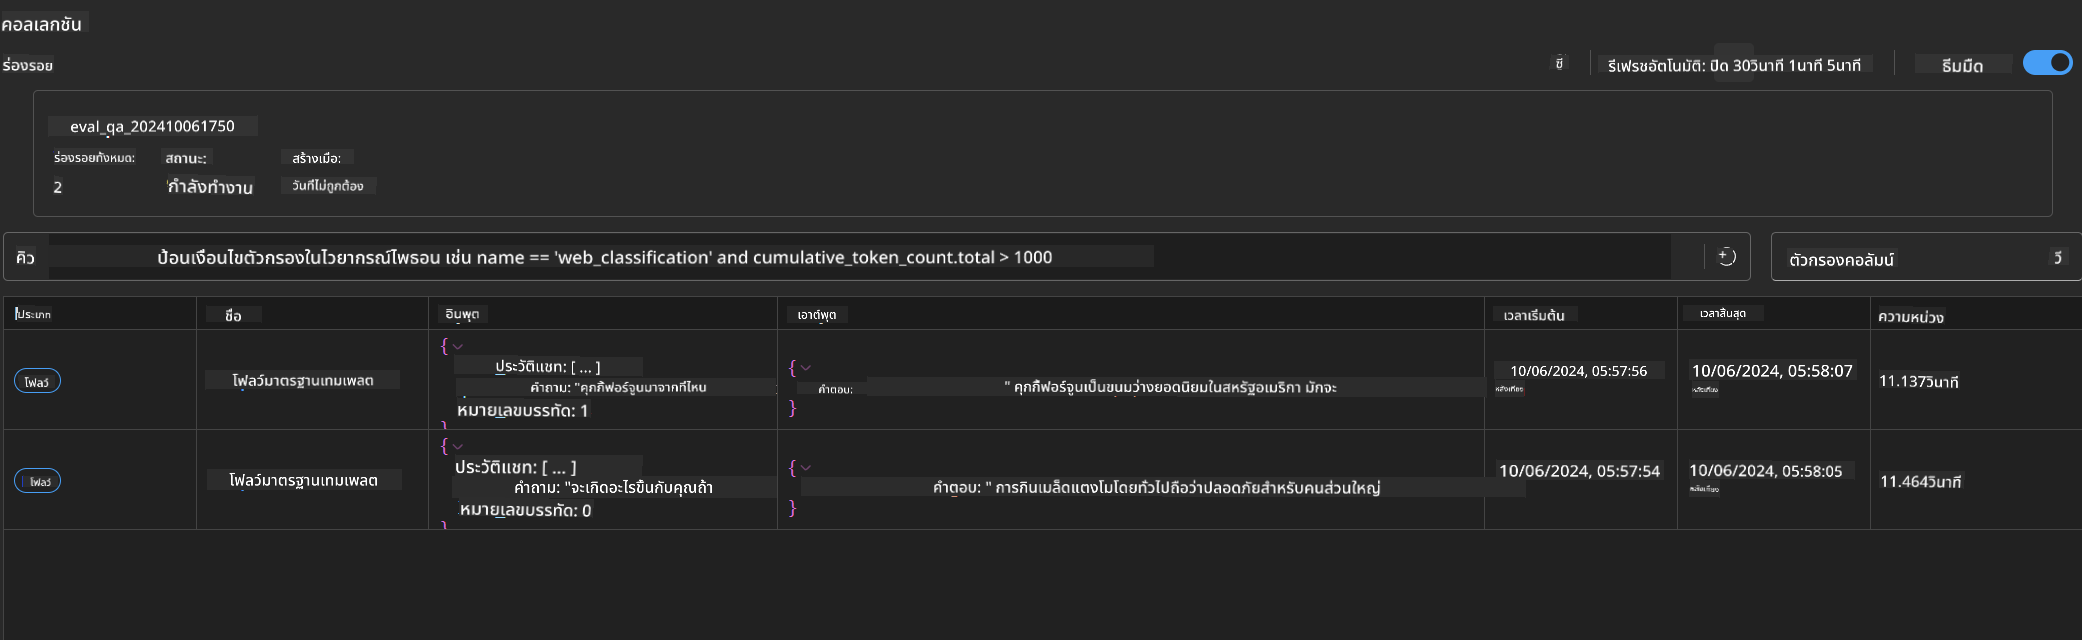 คอลเลกชัน
ร่องรอย
ชี
รีเฟรชอัตโนมัติ: ปิด 30วินาที 1นาที 5นาที
ธีมมืด
eval_qa_202410061750
ร่องรอยทั้งหมด: สถานะ: สร้างเมื่อ:
2 'กำลังทำงาน วันที่ไม่ถูกต้อง
คิว ป้อนเงื่อนไขตัวกรองในไวยากรณ์ไพธอน เช่น name == 'web_classification' and cumulative_token_count.total > 1000
ตัวกรองคอลัมน์ วี
ประเภท ชื่อ อินพุต เอาต์พุต เวลาเริ่มต้น เวลาสิ้นสุด ความหน่วง
โฟลว์ โฟลว์มาตรฐานเทมเพลต
{
ประวัติแชท: [ ... ]
คำถาม: "คุกกี้ฟอร์จูนมาจากที่ไหน
หมายเลขบรรทัด: 1
}
{
คำตอบ: " คุกกี้ฟอร์จูนเป็นขนมว่างยอดนิยมในสหรัฐอเมริกา มักจะ
}
10/06/2024, 05:57:56
หลังเที่ยง
10/06/2024, 05:58:07
หลังเที่ยง
11.137วินาที
โฟลว์ โฟลว์มาตรฐานเทมเพลต
{
ประวัติแชท: [ ... ]
คำถาม: "จะเกิดอะไรขึ้นกับคุณถ้า
หมายเลขบรรทัด: 0
}
{
คำตอบ: " การกินเมล็ดแตงโมโดยทั่วไปถือว่าปลอดภัยสำหรับคนส่วนใหญ่
}
10/06/2024, 05:57:54
10/06/2024, 05:58:05
หลังเที่ยง
11.464วินาที